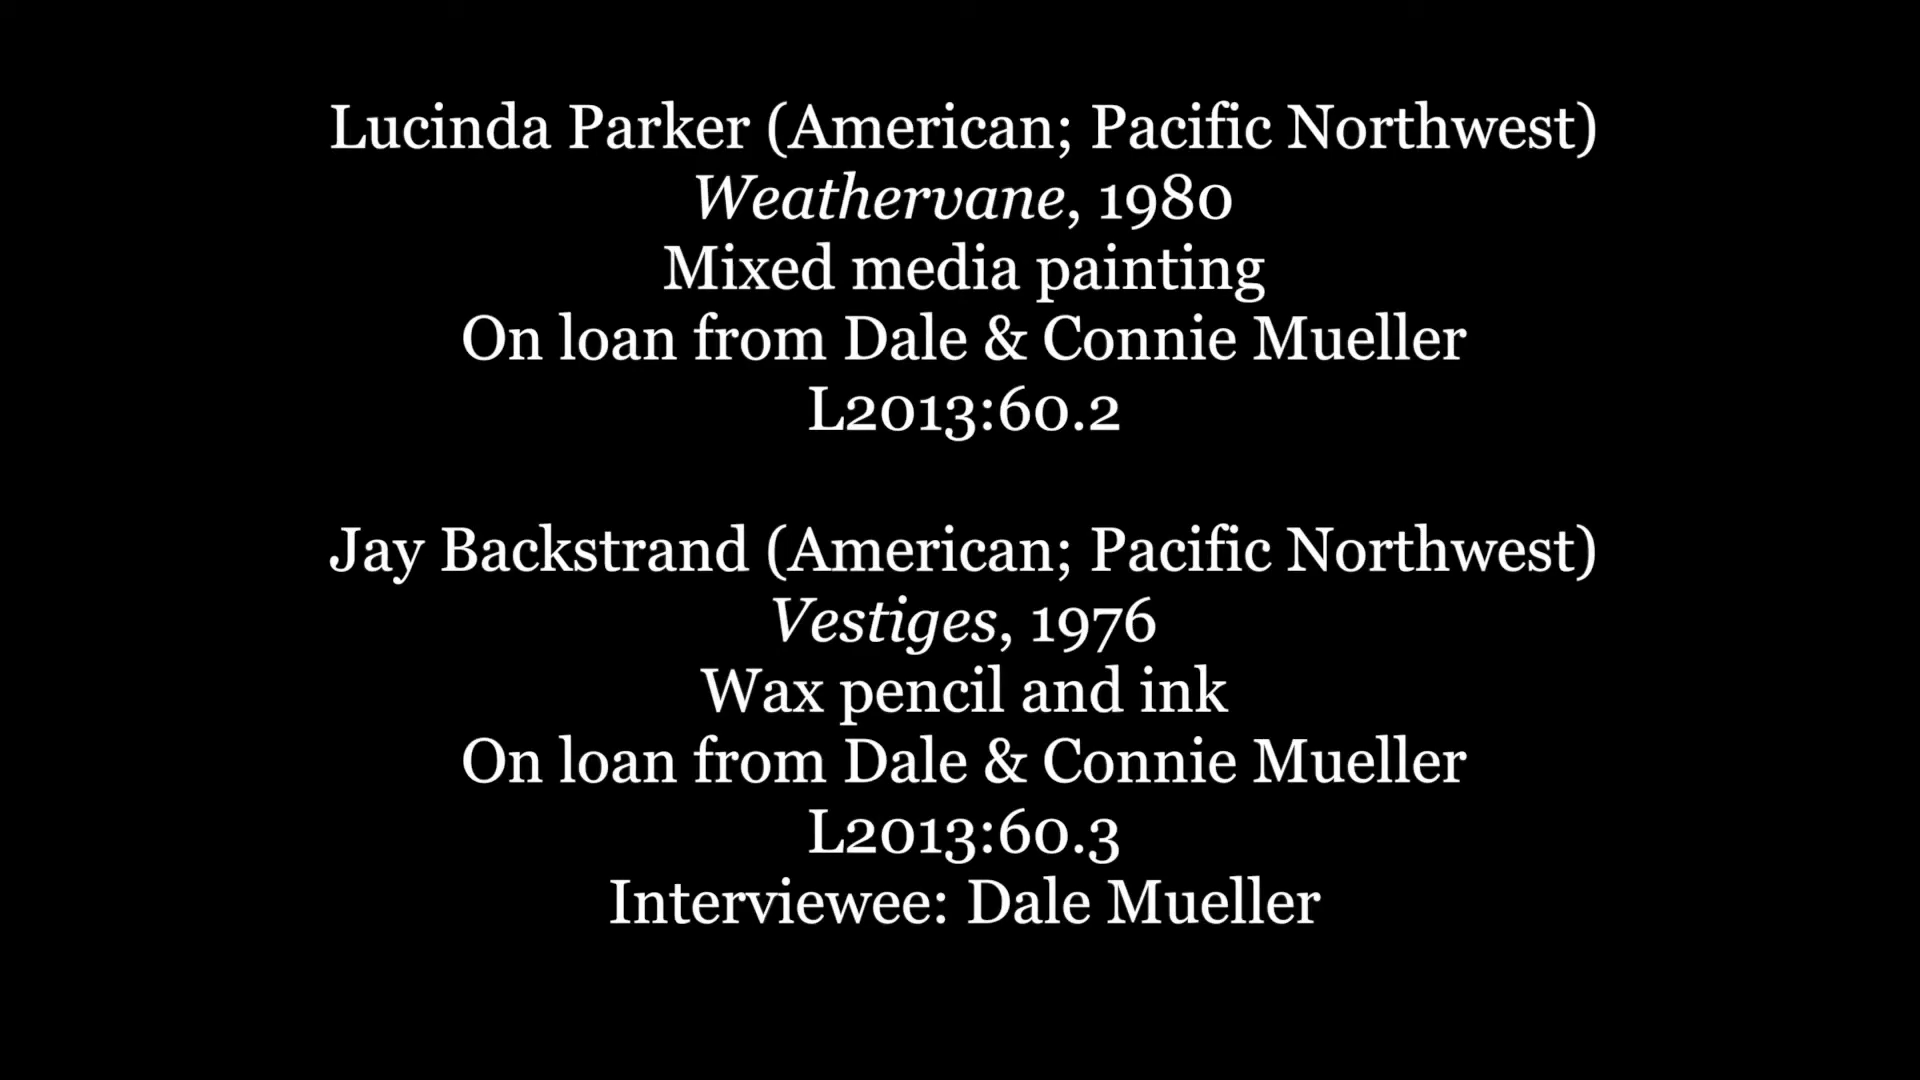 Lucinda Parker (American; Pacific Northwest)
Weathervane, 1980
Mixed media painting
On loan from Dale & Connie Mueller
L2013:60.2
Jay Backstrand (American; Pacific Northwest)
Vestiges, 1976
Wax pencil and ink
On loan from Dale & Connie Mueller
L2013:60.3
Interviewee: Dale Mueller